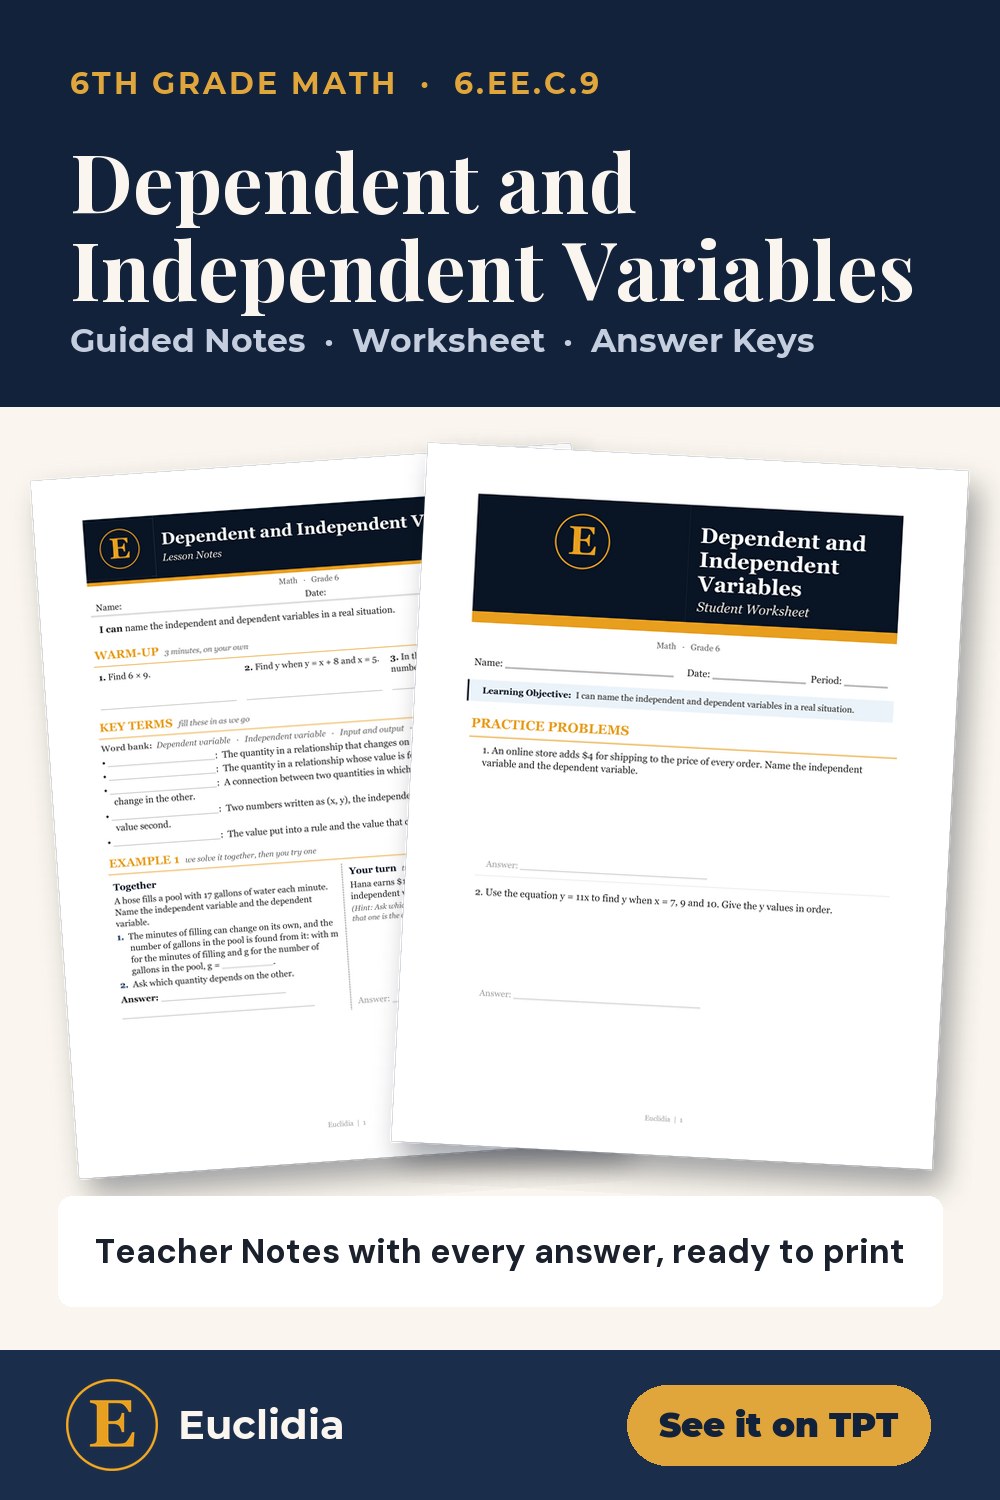 6TH GRADE MATH · 6.EE.C.9
Dependent and
Independent Variables
Guided Notes · Worksheet · Answer Keys
E
Dependent and Independent V
Lesson Notes
Math · Grade 6
Name:
Date:
I can name the independent and dependent variables in a real situation.
WARM-UP 3 minutes, on your own
1. Find 6 × 9.
2. Find y when y = x + 8 and x = 5.
3. In th
numbe
KEY TERMS fill these in as we go
Word bank: Dependent variable · Independent variable · Input and output ·
• : The quantity in a relationship that changes on
• : The quantity in a relationship whose value is fo
• : A connection between two quantities in which
change in the other.
• : Two numbers written as (x, y), the independe
value second.
• : The value put into a rule and the value that c
EXAMPLE 1 we solve it together, then you try one
Together
A hose fills a pool with 17 gallons of water each minute.
Name the independent variable and the dependent
variable.
1. The minutes of filling can change on its own, and the
number of gallons in the pool is found from it: with m
for the minutes of filling and g for the number of
gallons in the pool, g = .
2. Ask which quantity depends on the other.
Answer:
Your turn
Hana earns $1
independent v
(Hint: Ask whic
that one is the
Answer:
Euclidia | 1
E
Dependent and
Independent
Variables
Student Worksheet
Math · Grade 6
Name: Date: Period:
Learning Objective: I can name the independent and dependent variables in a real situation.
PRACTICE PROBLEMS
1. An online store adds $4 for shipping to the price of every order. Name the independent
variable and the dependent variable.
Answer:
2. Use the equation y = 11x to find y when x = 7, 9 and 10. Give the y values in order.
Answer:
Euclidia | 1
Teacher Notes with every answer, ready to print
E
Euclidia
See it on TPT